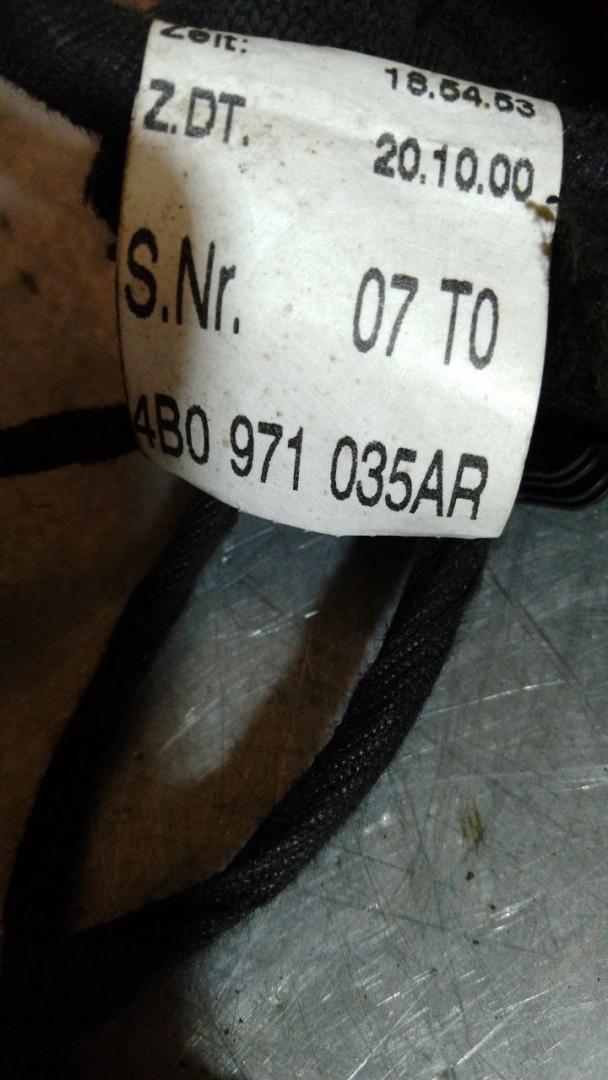 Zeit: 18.54.53
Z.DT. 20.10.00
S.Nr. 07 T0
4B0 971 035AR